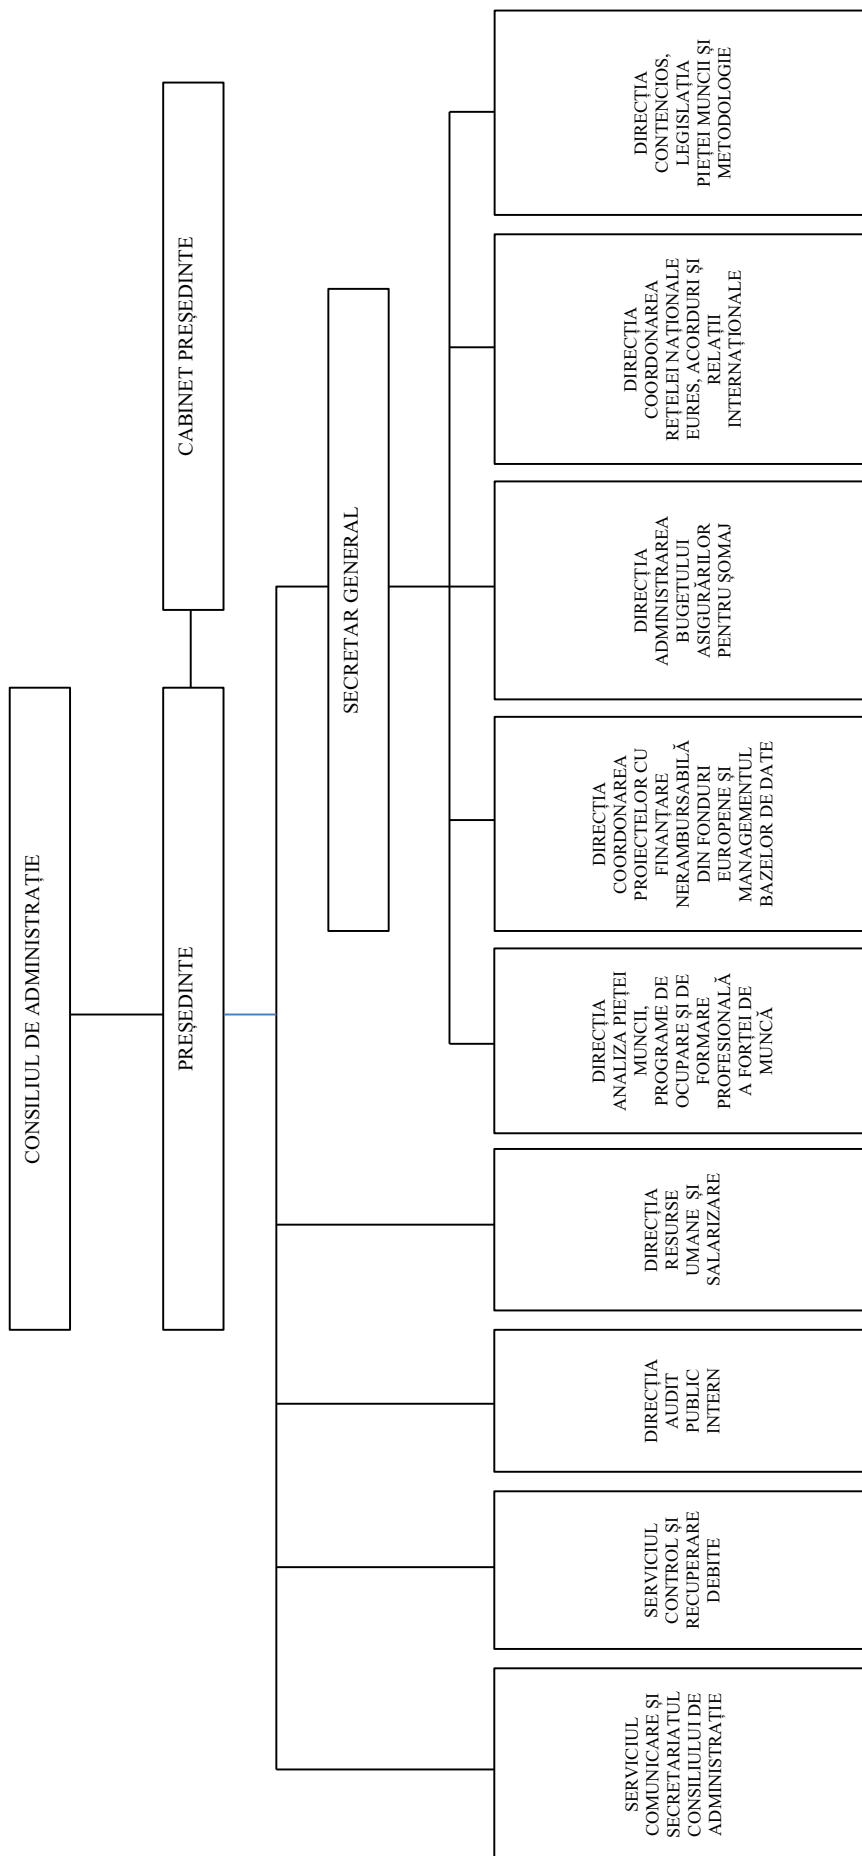 CONSILIUL DE ADMINISTRAȚIE
PREȘEDINTE
CABINET PREȘEDINTE
SECRETAR GENERAL
SERVICIUL
COMUNICARE ȘI
SECRETARIATUL
CONSILIULUI DE
ADMINISTRAȚIE
SERVICIUL
CONTROL ȘI
RECUPERARE
DEBITE
DIRECȚIA
AUDIT
PUBLIC
INTERN
DIRECȚIA
RESURSE
UMANE ȘI
SALARIZARE
DIRECȚIA
ANALIZA PIEȚEI
MUNCII,
PROGRAME DE
OCUPARE ȘI DE
FORMARE
PROFESIONALĂ
A FORȚEI DE
MUNCĂ
DIRECȚIA
COORDONAREA
PROIECTELOR CU
FINANȚARE
NERAMBURSABILĂ
DIN FONDURI
EUROPENE ȘI
MANAGEMENTUL
BAZELOR DE DATE
DIRECȚIA
ADMINISTRAREA
BUGETULUI
ASIGURĂRILOR
PENTRU ȘOMAJ
DIRECȚIA
COORDONAREA
REȚELEI NAȚIONALE
EURES, ACORDURI ȘI
RELAȚII
INTERNAȚIONALE
DIRECȚIA
CONTENCIOS,
LEGISLAȚIA
PIEȚEI MUNCII ȘI
METODOLOGIE